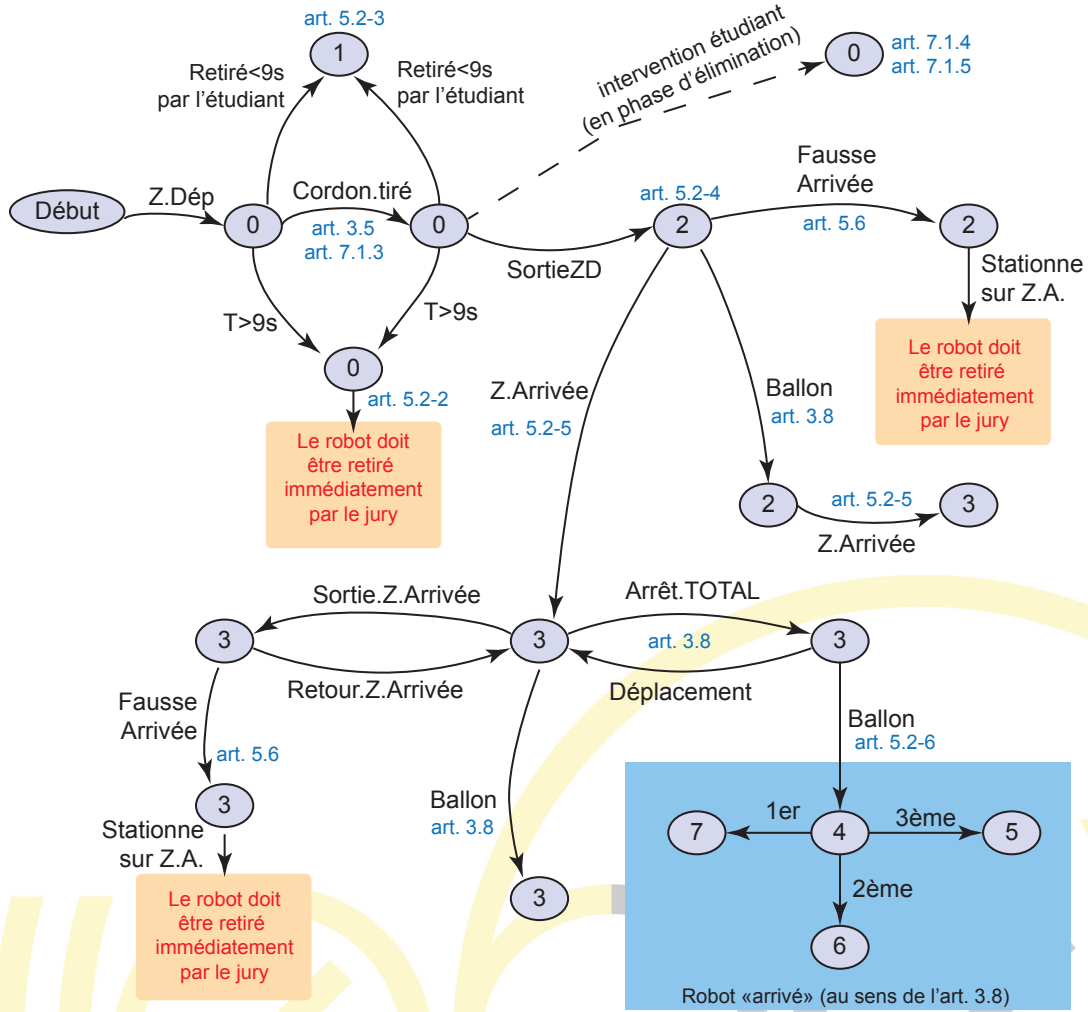 art. 5.2-3
1
Retiré<9s
par l'étudiant
Retiré<9s
par l'étudiant
intervention étudiant
(en phase d'élimination)
0
art. 7.1.4
art. 7.1.5
Début
Z.Dép
0
Cordon.tiré
art. 3.5
art. 7.1.3
0
SortieZD
art. 5.2-4
2
Fausse
Arrivée
art. 5.6
2
Stationne
sur Z.A.
Le robot doit
être retiré
immédiatement
par le jury
T>9s
T>9s
0
art. 5.2-2
Le robot doit
être retiré
immédiatement
par le jury
Z.Arrivée
art. 5.2-5
Ballon
art. 3.8
2
art. 5.2-5
Z.Arrivée
3
Sortie.Z.Arrivée
3
Retour.Z.Arrivée
3
Arrêt.TOTAL
art. 3.8
Déplacement
3
Fausse
Arrivée
art. 5.6
3
Stationne
sur Z.A.
Le robot doit
être retiré
immédiatement
par le jury
Ballon
art. 3.8
3
Ballon
art. 5.2-6
7
1er
4
3ème
5
2ème
6
Robot «arrivé» (au sens de l'art. 3.8)